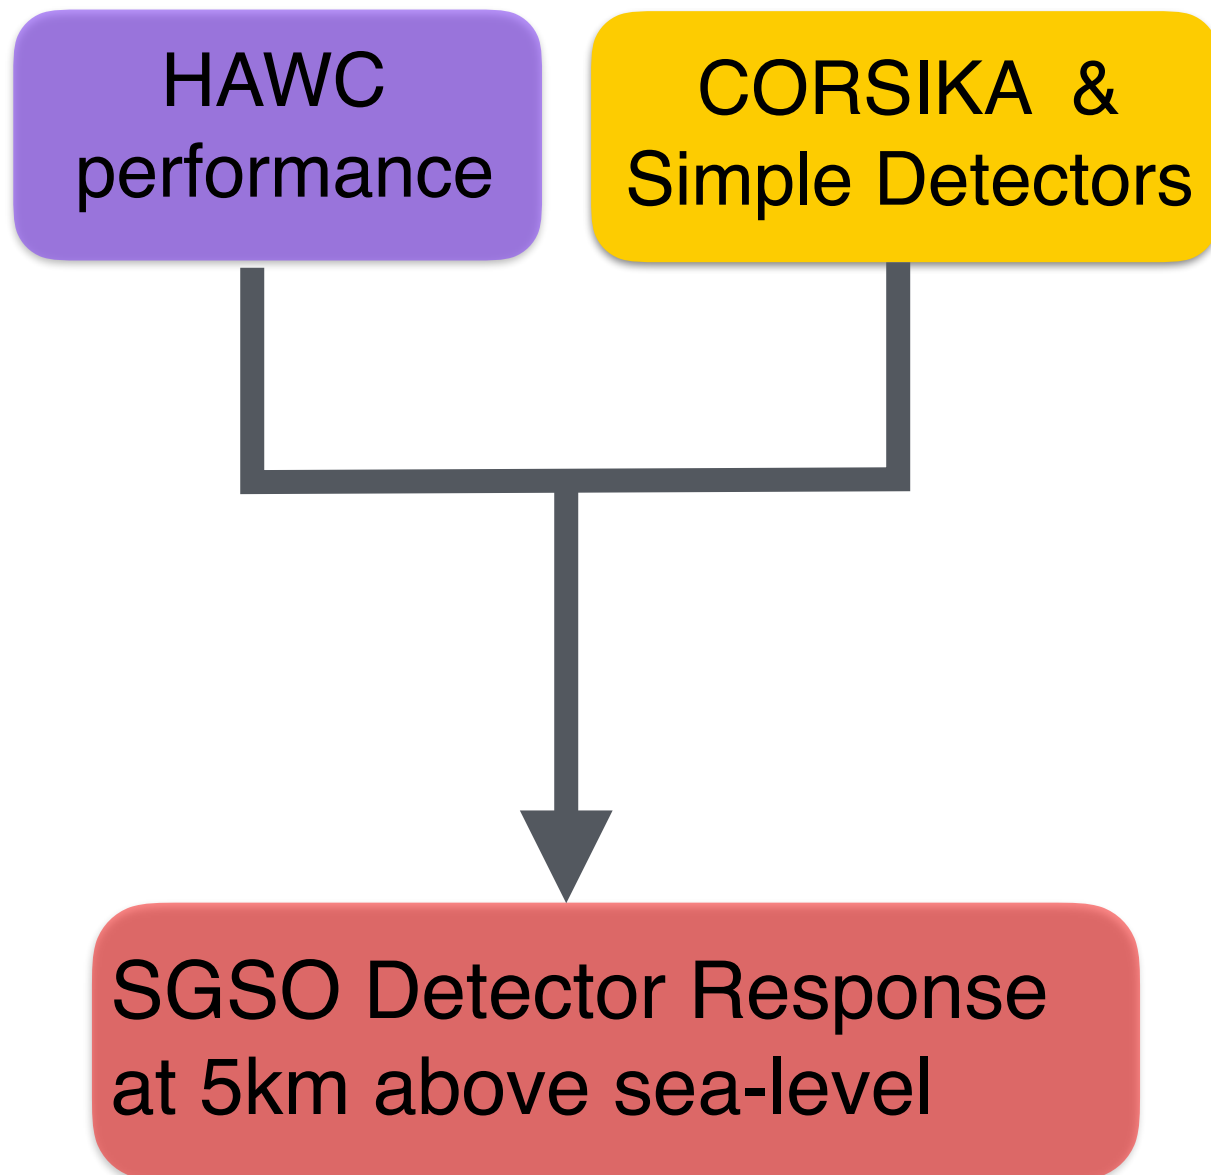 HAWC
performance
CORSIKA &
Simple Detectors
SGSO Detector Response
at 5km above sea-level